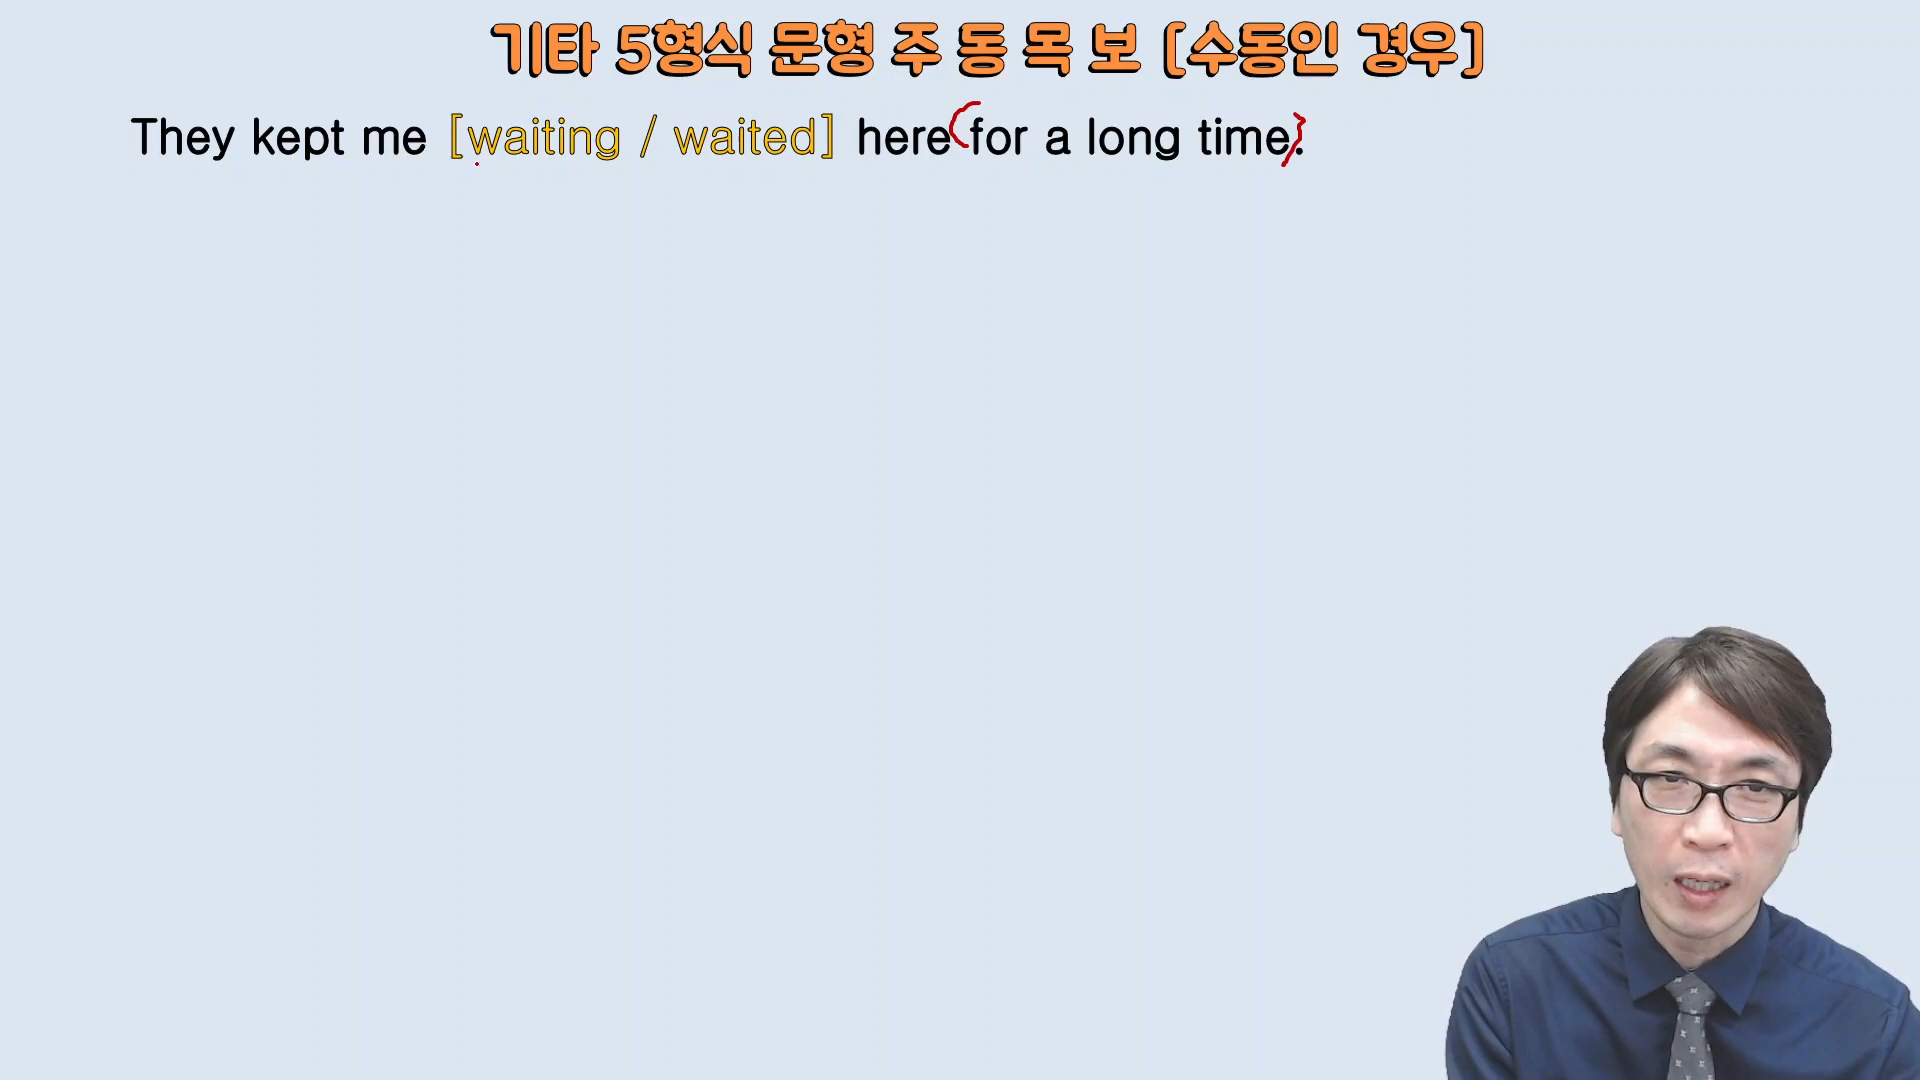 기타 5형식 문형 주 동 목 보 [수동인 경우]
They kept me [waiting / waited] here (for a long time.)